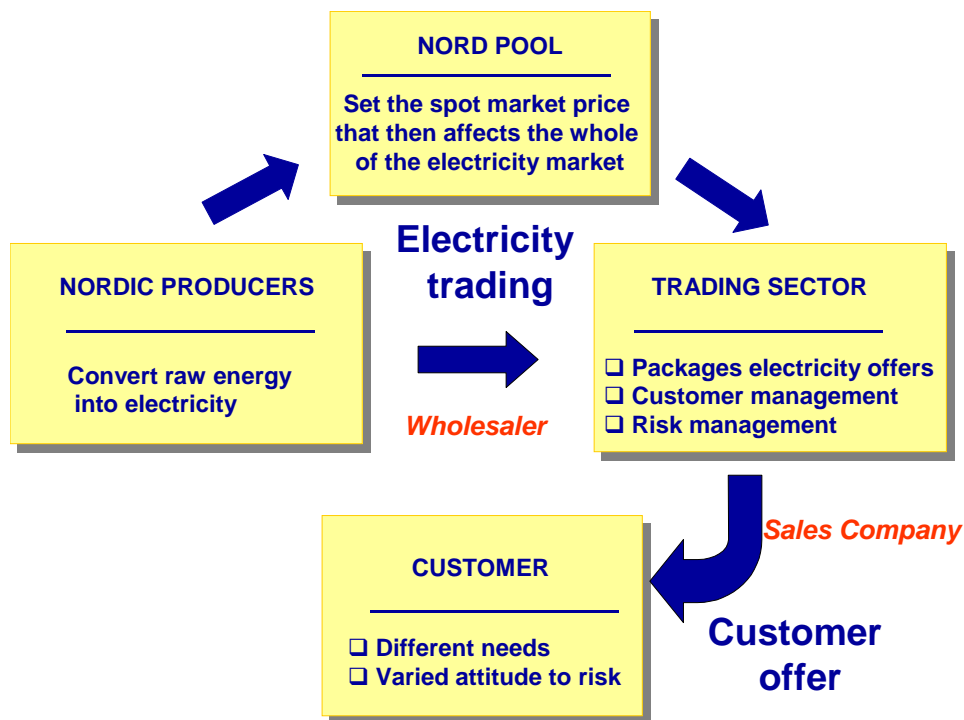 NORD POOL
Set the spot market price
that then affects the whole
of the electricity market
Electricity
trading
NORDIC PRODUCERS
Convert raw energy
into electricity
Wholesaler
TRADING SECTOR
❑ Packages electricity offers
❑ Customer management
❑ Risk management
Sales Company
CUSTOMER
❑ Different needs
❑ Varied attitude to risk
Customer
offer